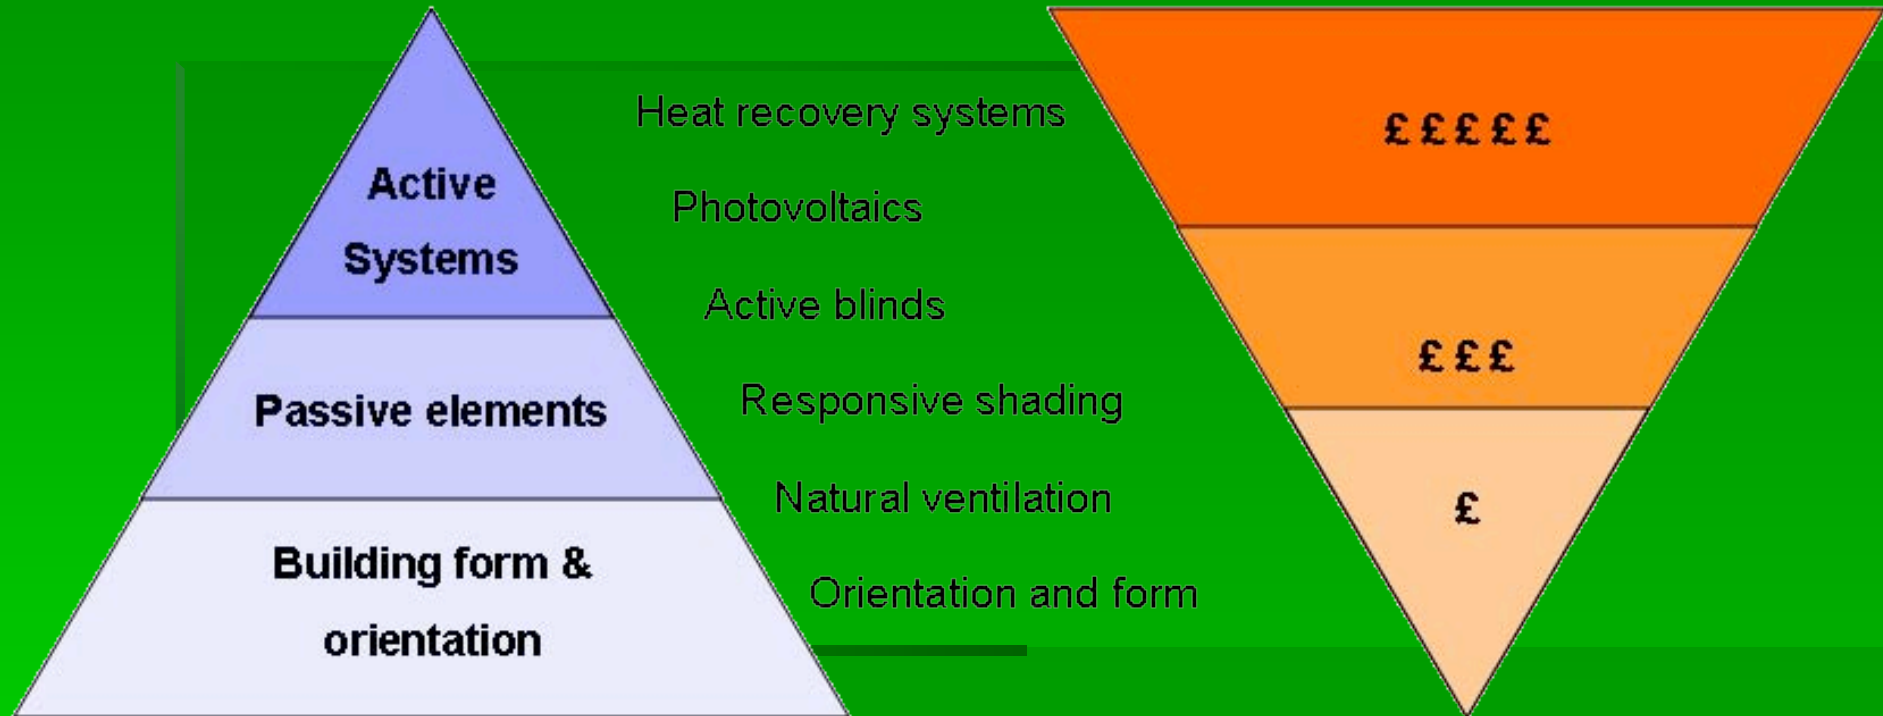 Active
Systems
Passive elements
Building form &
orientation
Heat recovery systems
Photovoltaics
Active blinds
Responsive shading
Natural ventilation
Orientation and form
£ £ £ £ £
£ £ £
£